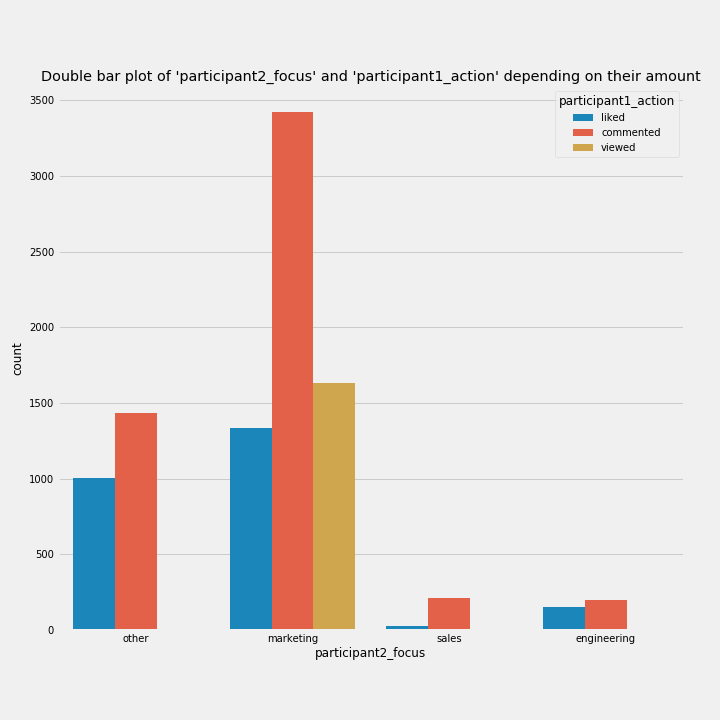 Double bar plot of 'participant2_focus' and 'participant1_action' depending on their amount
participant1_action
liked
commented
viewed
3500
3000
2500
2000
1500
1000
500
0
count
other
marketing
sales
engineering
participant2_focus